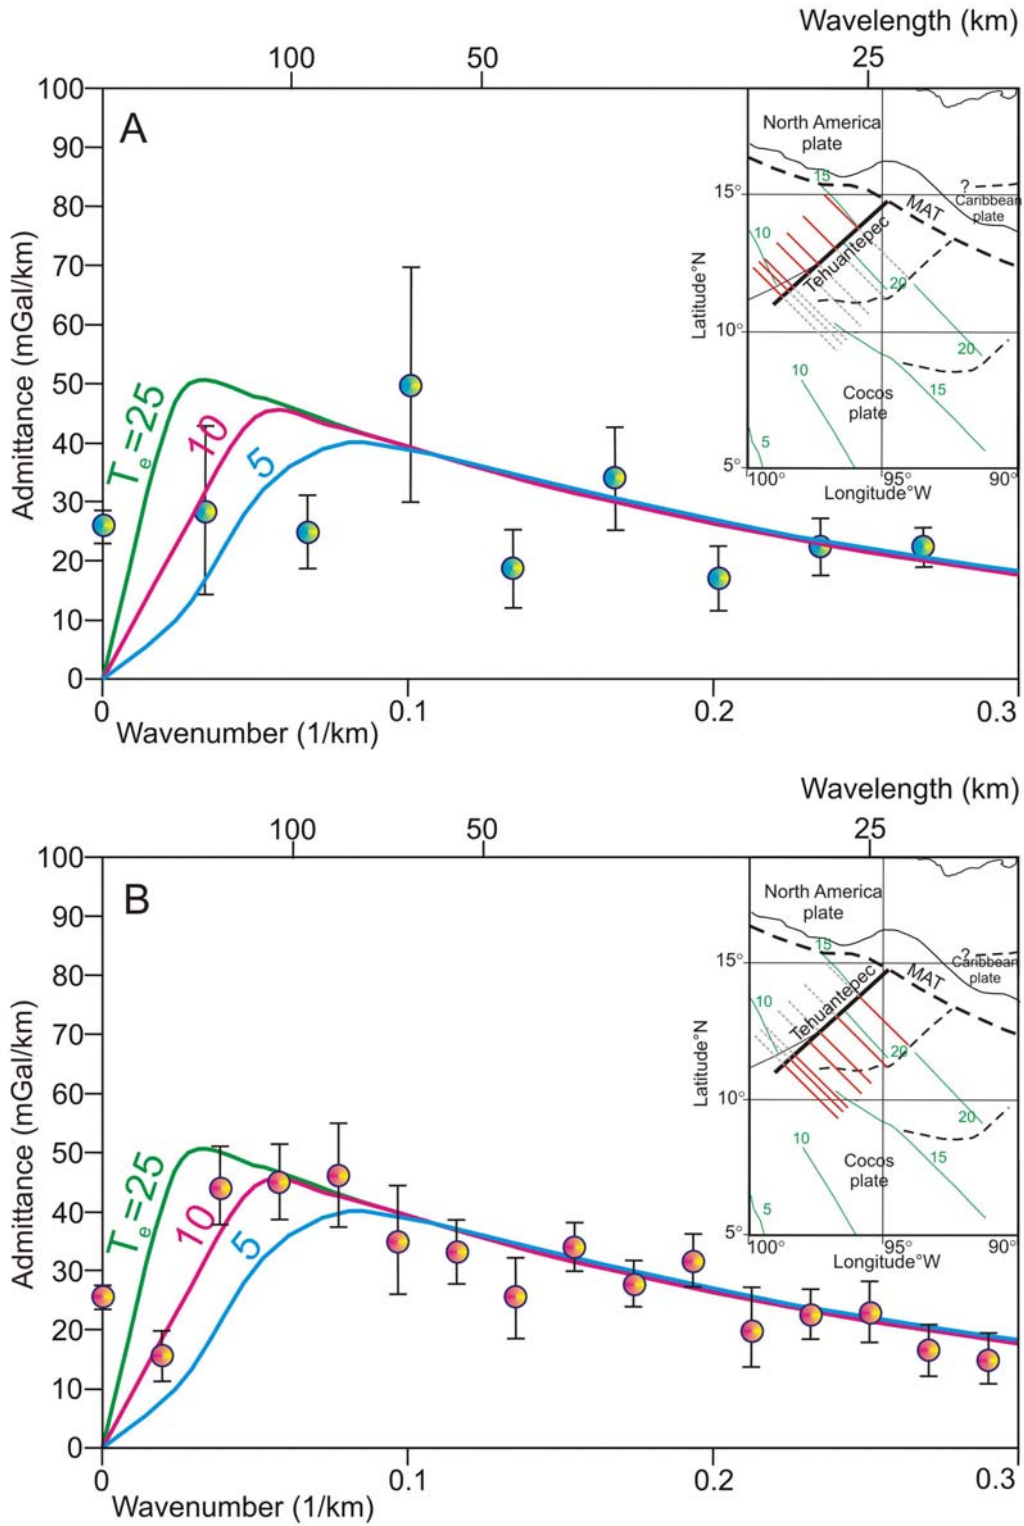 Wavelength (km)
100 50 25
A
100
90
80
70
60
50
40
30
20
10
0
Admittance (mGal/km)
Te=25
10
5
0 0.1 0.2 0.3
Wavenumber (1/km)
North America
plate
15
?
15°
Caribbean
plate
MAT
10
Tehuantepec
20
Latitude°N
10°
20
10
15
Cocos
plate
5
5°
100° 95° 90°
Longitude°W
Wavelength (km)
100 50 25
B
100
90
80
70
60
50
40
30
20
10
0
Admittance (mGal/km)
Te=25
10
5
0 0.1 0.2 0.3
Wavenumber (1/km)
North America
plate
15
?
15°
Caribbean
plate
MAT
10
Tehuantepec
20
Latitude°N
10°
20
10
15
Cocos
plate
5
5°
100° 95° 90°
Longitude°W